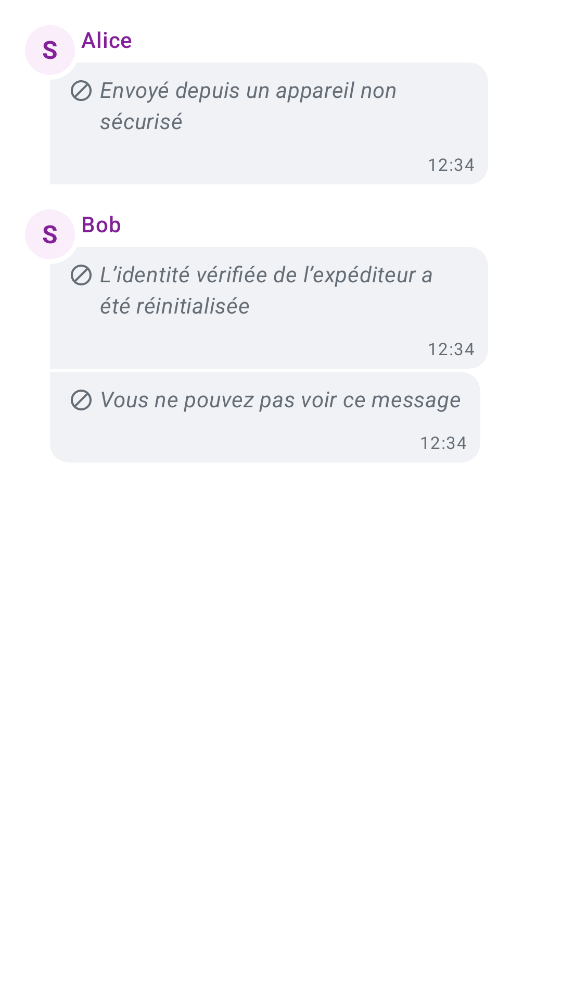 S
Alice
Envoyé depuis un appareil non
sécurisé
12:34
S
Bob
L’identité vérifiée de l’expéditeur a
été réinitialisée
12:34
Vous ne pouvez pas voir ce message
12:34